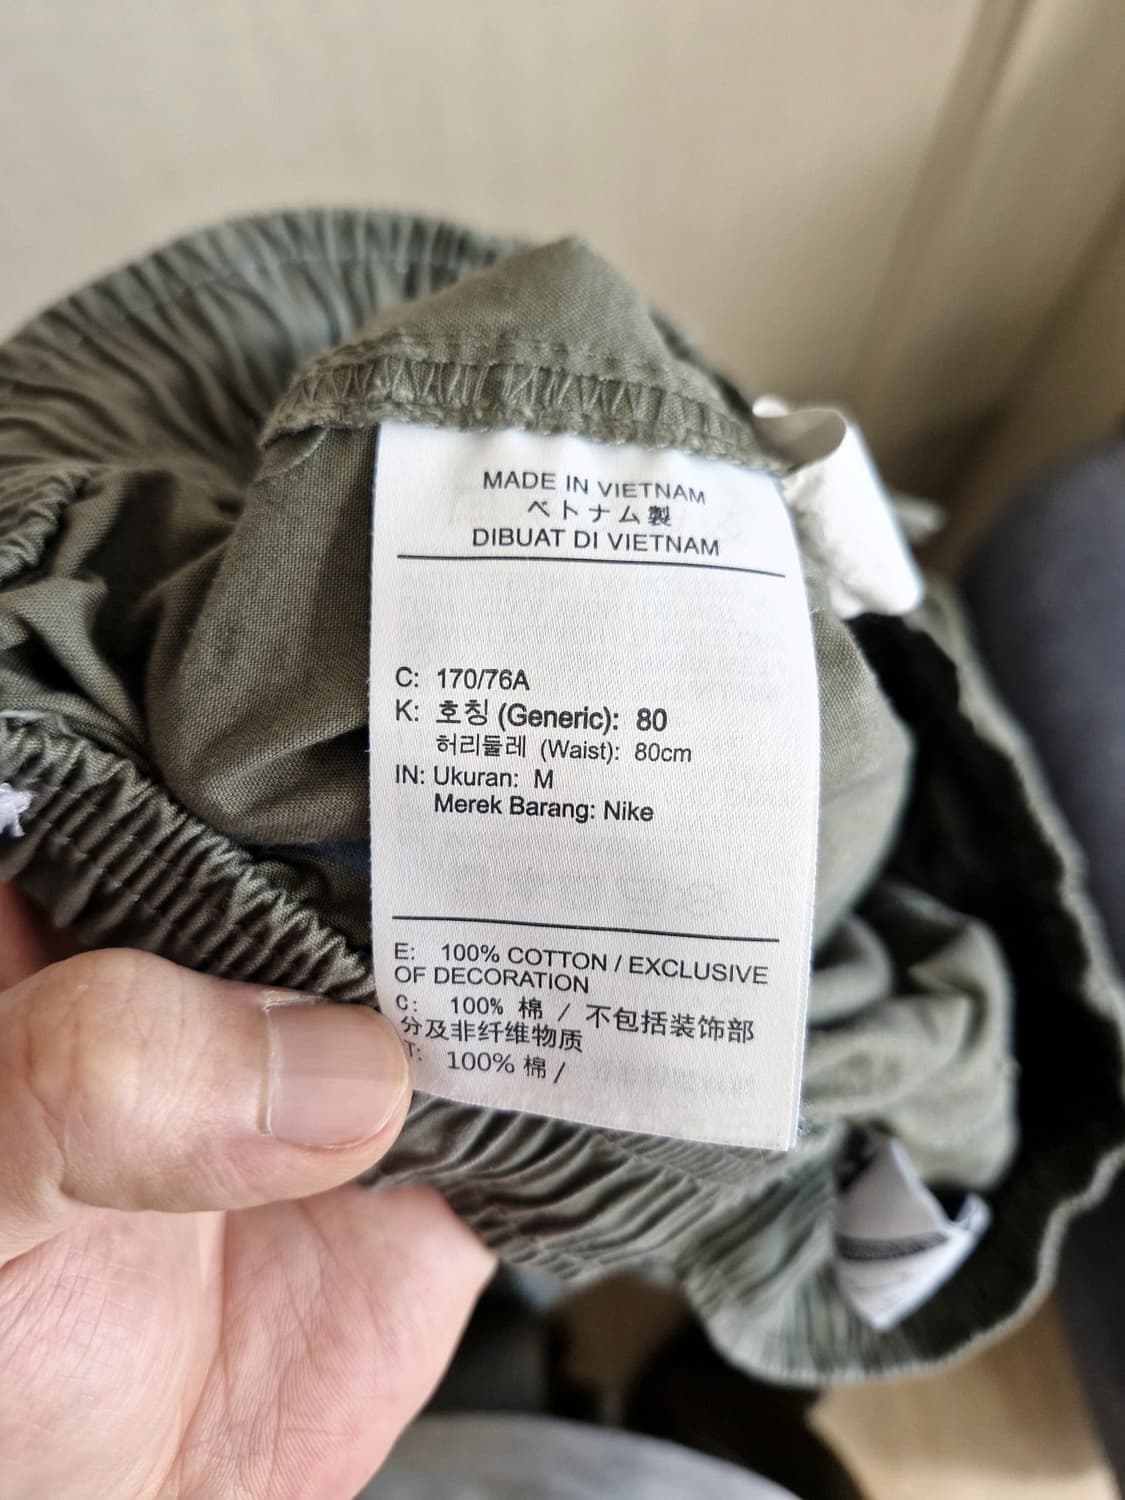 MADE IN VIETNAM
ベトナム製
DIBUAT DI VIETNAM
C: 170/76A
K: 호칭 (Generic): 80
허리둘레 (Waist): 80cm
IN: Ukuran: M
Merek Barang: Nike
E: 100% COTTON / EXCLUSIVE
OF DECORATION
C: 100% 棉 / 不包括装饰部
分及非纤维物质
T: 100% 棉 /